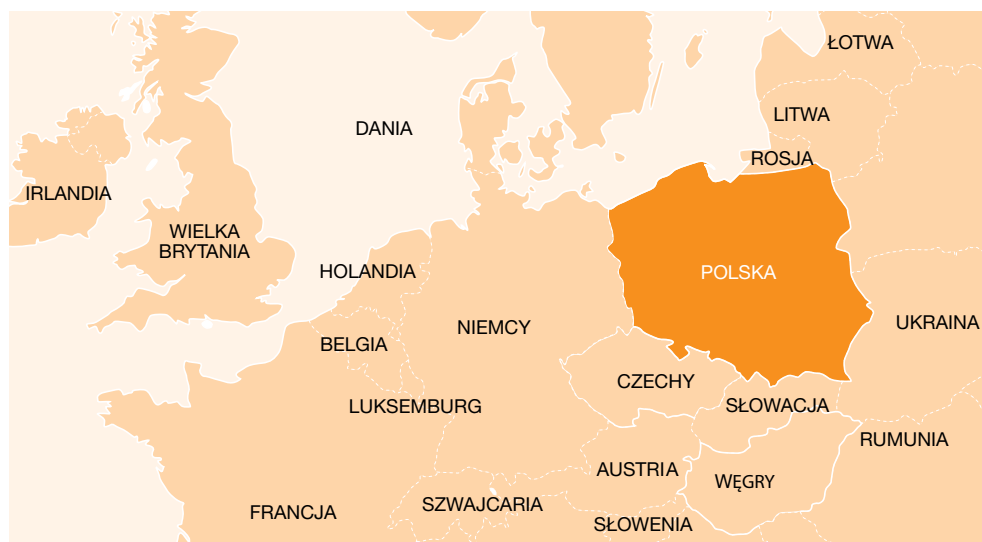 ŁOTWA
LITWA
DANIA
ROSJA
IRLANDIA
WIELKA
BRYTANIA
HOLANDIA
POLSKA
UKRAINA
NIEMCY
BELGIA
CZECHY
LUKSEMBURG
SŁOWACJA
RUMUNIA
AUSTRIA
WĘGRY
SZWAJCARIA
FRANCJA
SŁOWENIA